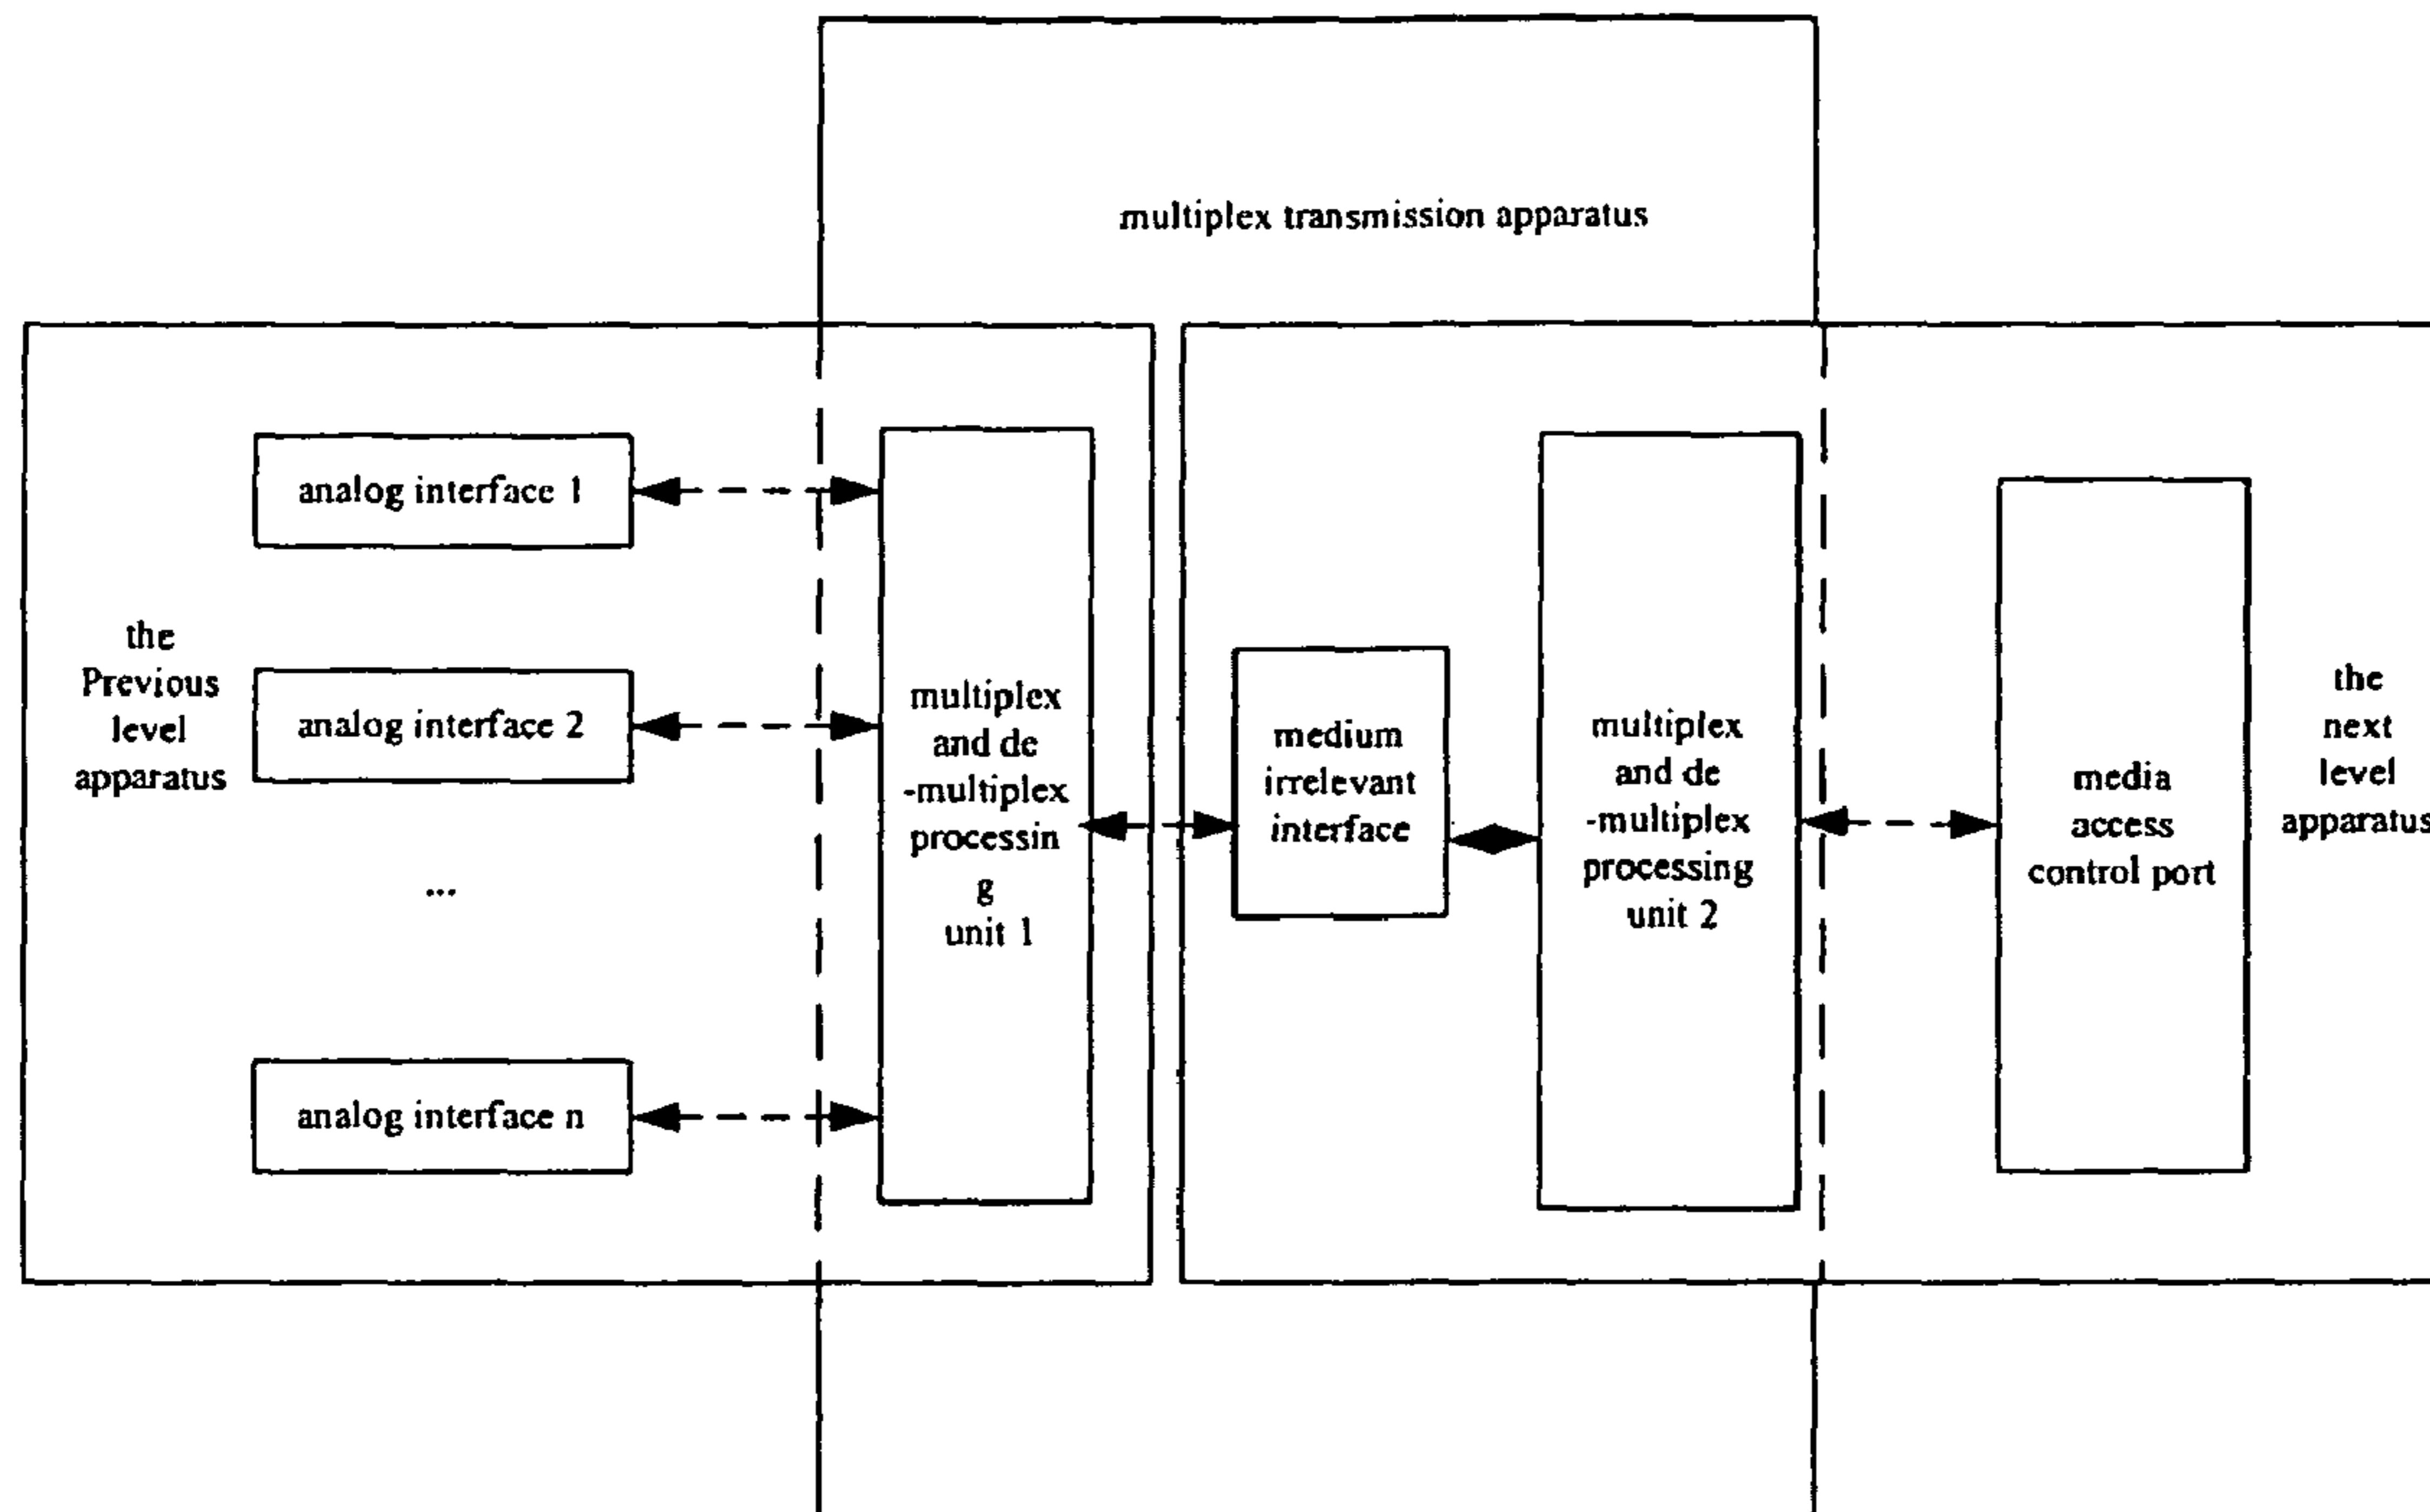 multiplex transmission apparatus
analog interface 1
the
Previous
level
apparatus
analog interface 2
...
analog interface n
multiplex
and de
-multiplex
processin
g
unit 1
medium
irrelevant
interface
multiplex
and de
-multiplex
processing
unit 2
media
access
control port
the
next
level
apparatus